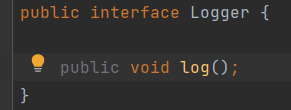 public interface Logger {
public void log();
}